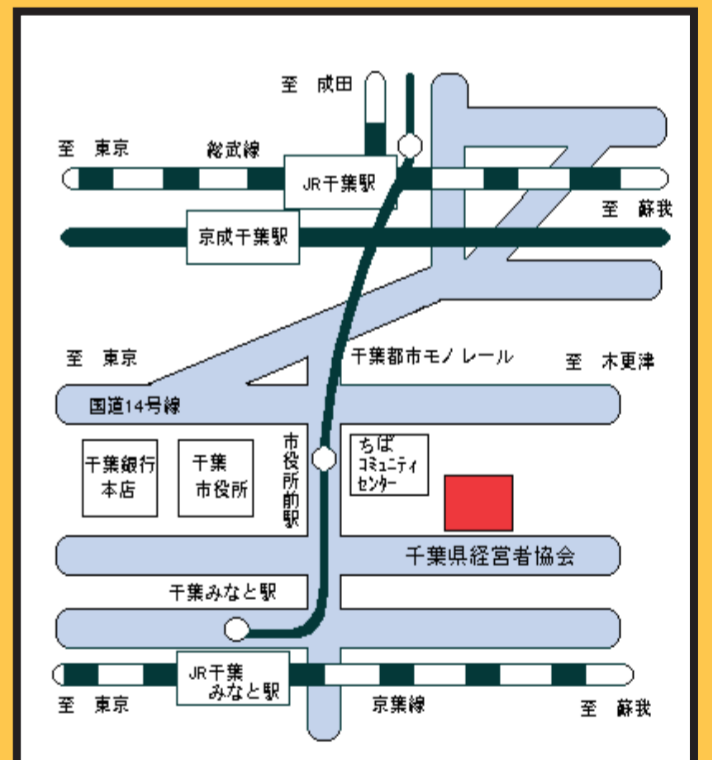 至 成田
至 東京
総武線
JR千葉駅
至 蘇我
京成千葉駅
至 東京
千葉都市モノレール
至 木更津
国道14号線
千葉銀行
本店
千葉
市役所
市役所前駅
ちば
コミュニティ
センター
千葉県経営者協会
千葉みなと駅
JR千葉
みなと駅
至 東京
京葉線
至 蘇我